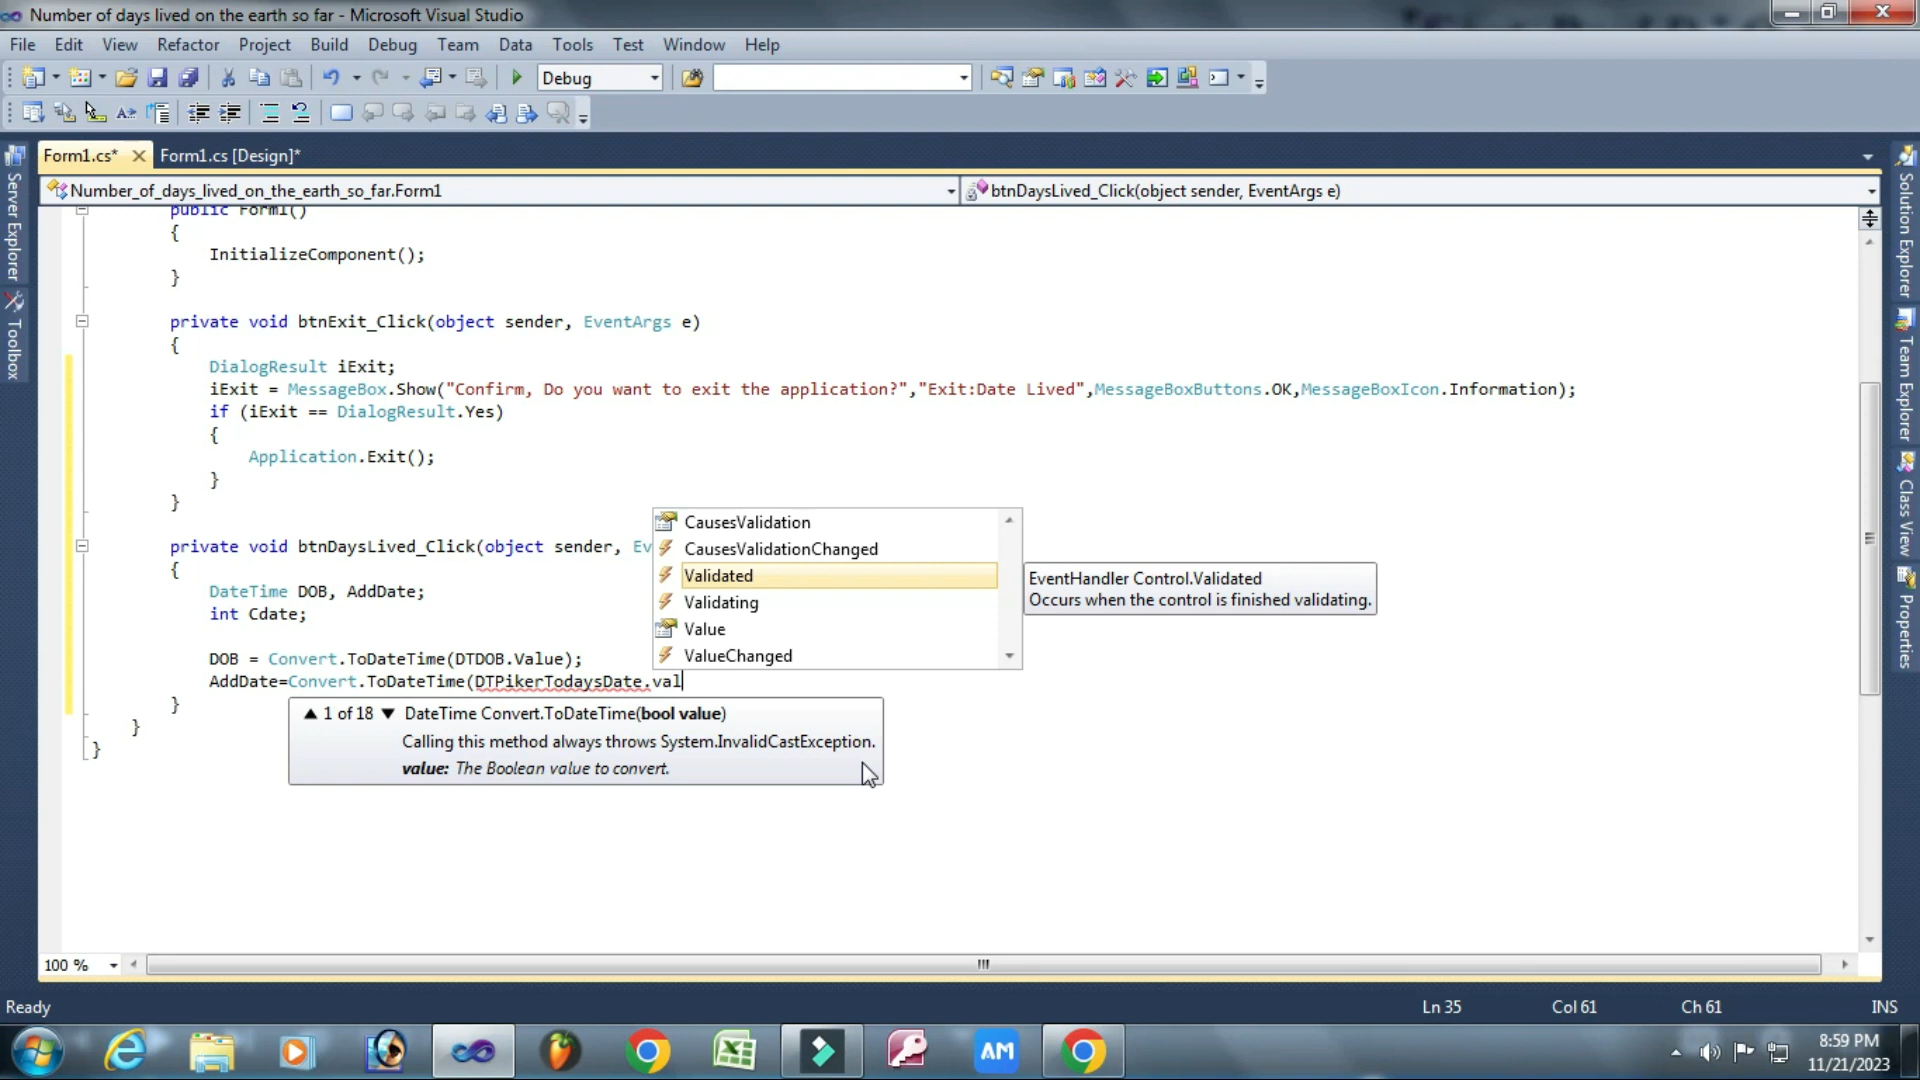 Number of days lived on the earth so far - Microsoft Visual Studio
File Edit View Refactor Project Build Debug Team Data Tools Test Window Help
Debug
Form1.cs* Form1.cs [Design]*
Number_of_days_lived_on_the_earth_so_far.Form1 btnDaysLived_Click(object sender, EventArgs e)
public Form1()
{
InitializeComponent();
}
private void btnExit_Click(object sender, EventArgs e)
{
DialogResult iExit;
iExit = MessageBox.Show("Confirm, Do you want to exit the application?","Exit:Date Lived",MessageBoxButtons.OK,MessageBoxIcon.Information);
if (iExit == DialogResult.Yes)
{
Application.Exit();
}
}
private void btnDaysLived_Click(object sender, Ev
{
DateTime DOB, AddDate;
int Cdate;
DOB = Convert.ToDateTime(DTDOB.Value);
AddDate=Convert.ToDateTime(DTPikerTodaysDate.val
}
}
}
CausesValidation
CausesValidationChanged
Validated
Validating
Value
ValueChanged
EventHandler Control.Validated
Occurs when the control is finished validating.
1 of 18 DateTime Convert.ToDateTime(bool value)
Calling this method always throws System.InvalidCastException.
value: The Boolean value to convert.
Server Explorer
Toolbox
Solution Explorer
Team Explorer
Class View
Properties
100 %
Ready Ln 35 Col 61 Ch 61 INS
AM
8:59 PM
11/21/2023